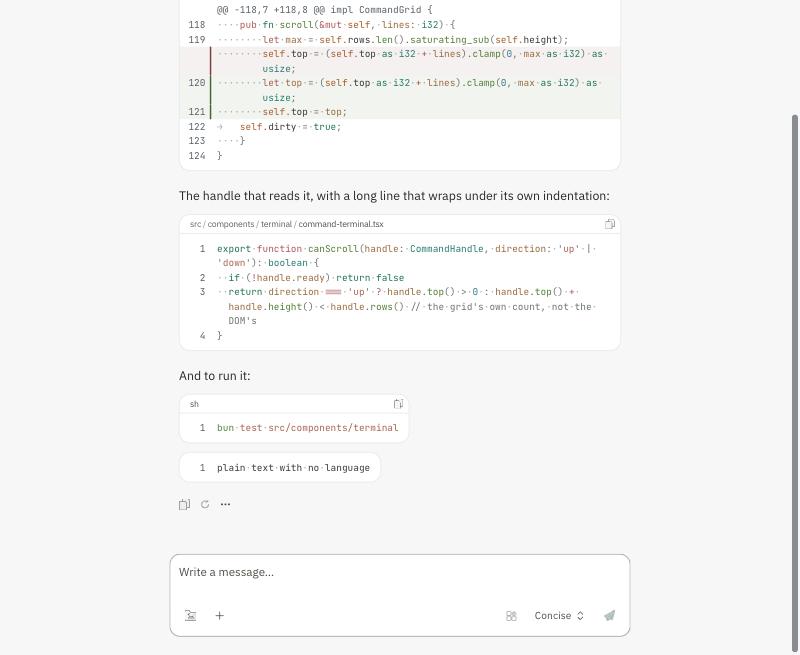 @@ -118,7 +118,8 @@ impl CommandGrid {
118 ····pub fn scroll(&mut self, lines: i32) {
119 ········let max = self.rows.len().saturating_sub(self.height);
········self.top = (self.top as i32 + lines).clamp(0, max as i32) as
usize;
120 ········let top = (self.top as i32 + lines).clamp(0, max as i32) as
usize;
121 ········self.top = top;
122 → self.dirty = true;
123 ····}
124 }
The handle that reads it, with a long line that wraps under its own indentation:
src / components / terminal / command-terminal.tsx
1 export function canScroll(handle: CommandHandle, direction: 'up' |
'down'): boolean {
2 ··if (!handle.ready) return false
3 ··return direction === 'up' ? handle.top() > 0 : handle.top() +
handle.height() < handle.rows() // the grid's own count, not the
DOM's
4 }
And to run it:
sh
1 bun test src/components/terminal
1 plain text with no language
Write a message...
Concise